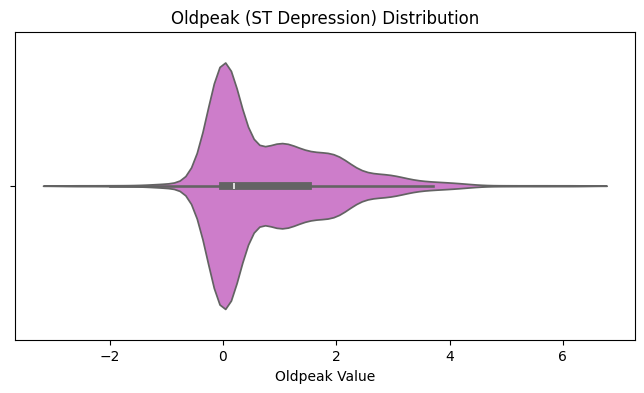 Oldpeak (ST Depression) Distribution
−2 0 2 4 6
Oldpeak Value